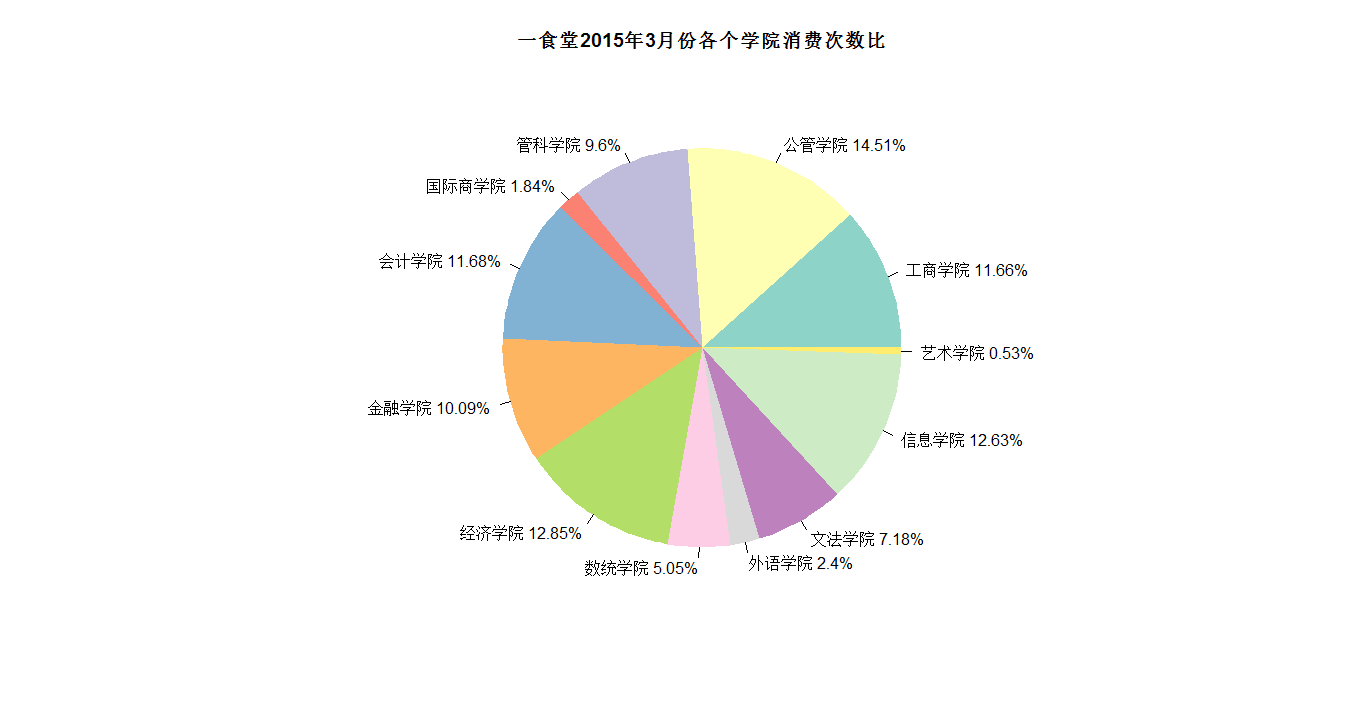 一食堂2015年3月份各个学院消费次数比
管科学院 9.6%
公管学院 14.51%
国际商学院 1.84%
会计学院 11.68%
工商学院 11.66%
艺术学院 0.53%
金融学院 10.09%
信息学院 12.63%
经济学院 12.85%
文法学院 7.18%
外语学院 2.4%
数统学院 5.05%